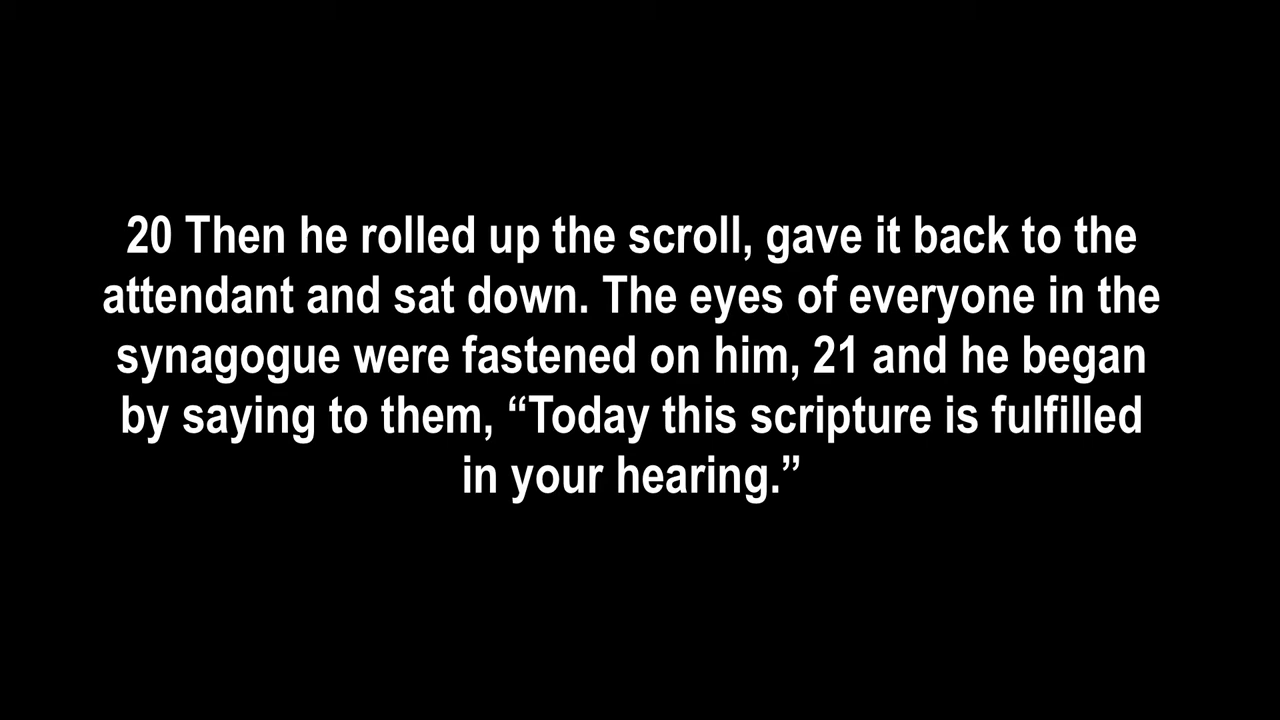 20 Then he rolled up the scroll, gave it back to the
attendant and sat down. The eyes of everyone in the
synagogue were fastened on him, 21 and he began
by saying to them, “Today this scripture is fulfilled
in your hearing.”